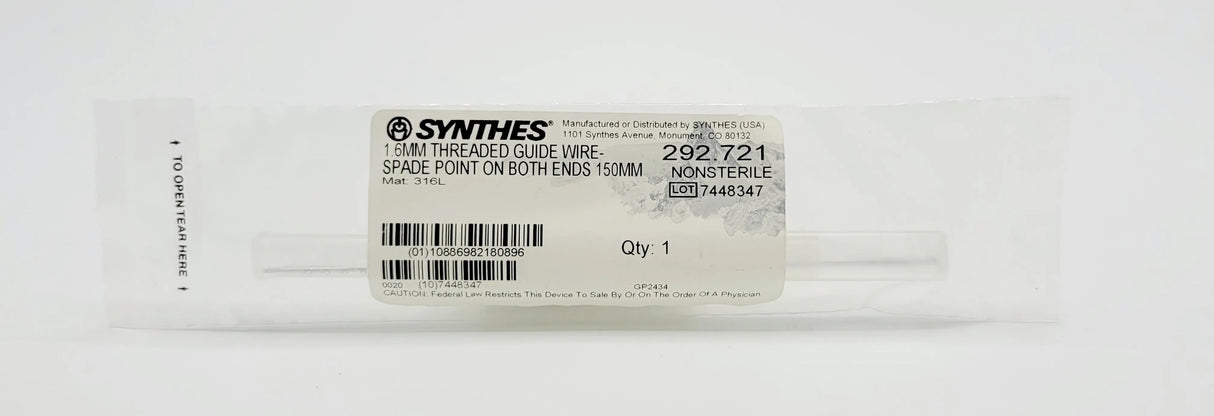 TO OPEN TEAR HERE
SYNTHES®
Manufactured or Distributed by SYNTHES (USA)
1101 Synthes Avenue, Monument, CO 80132
1.6MM THREADED GUIDE WIRE-
SPADE POINT ON BOTH ENDS 150MM
Mat: 316L
292.721
NONSTERILE
LOT 7448347
(01)10886982180896
Qty: 1
0020 (10)7448347
GP2434
CAUTION: Federal Law Restricts This Device To Sale By Or On The Order Of A Physician